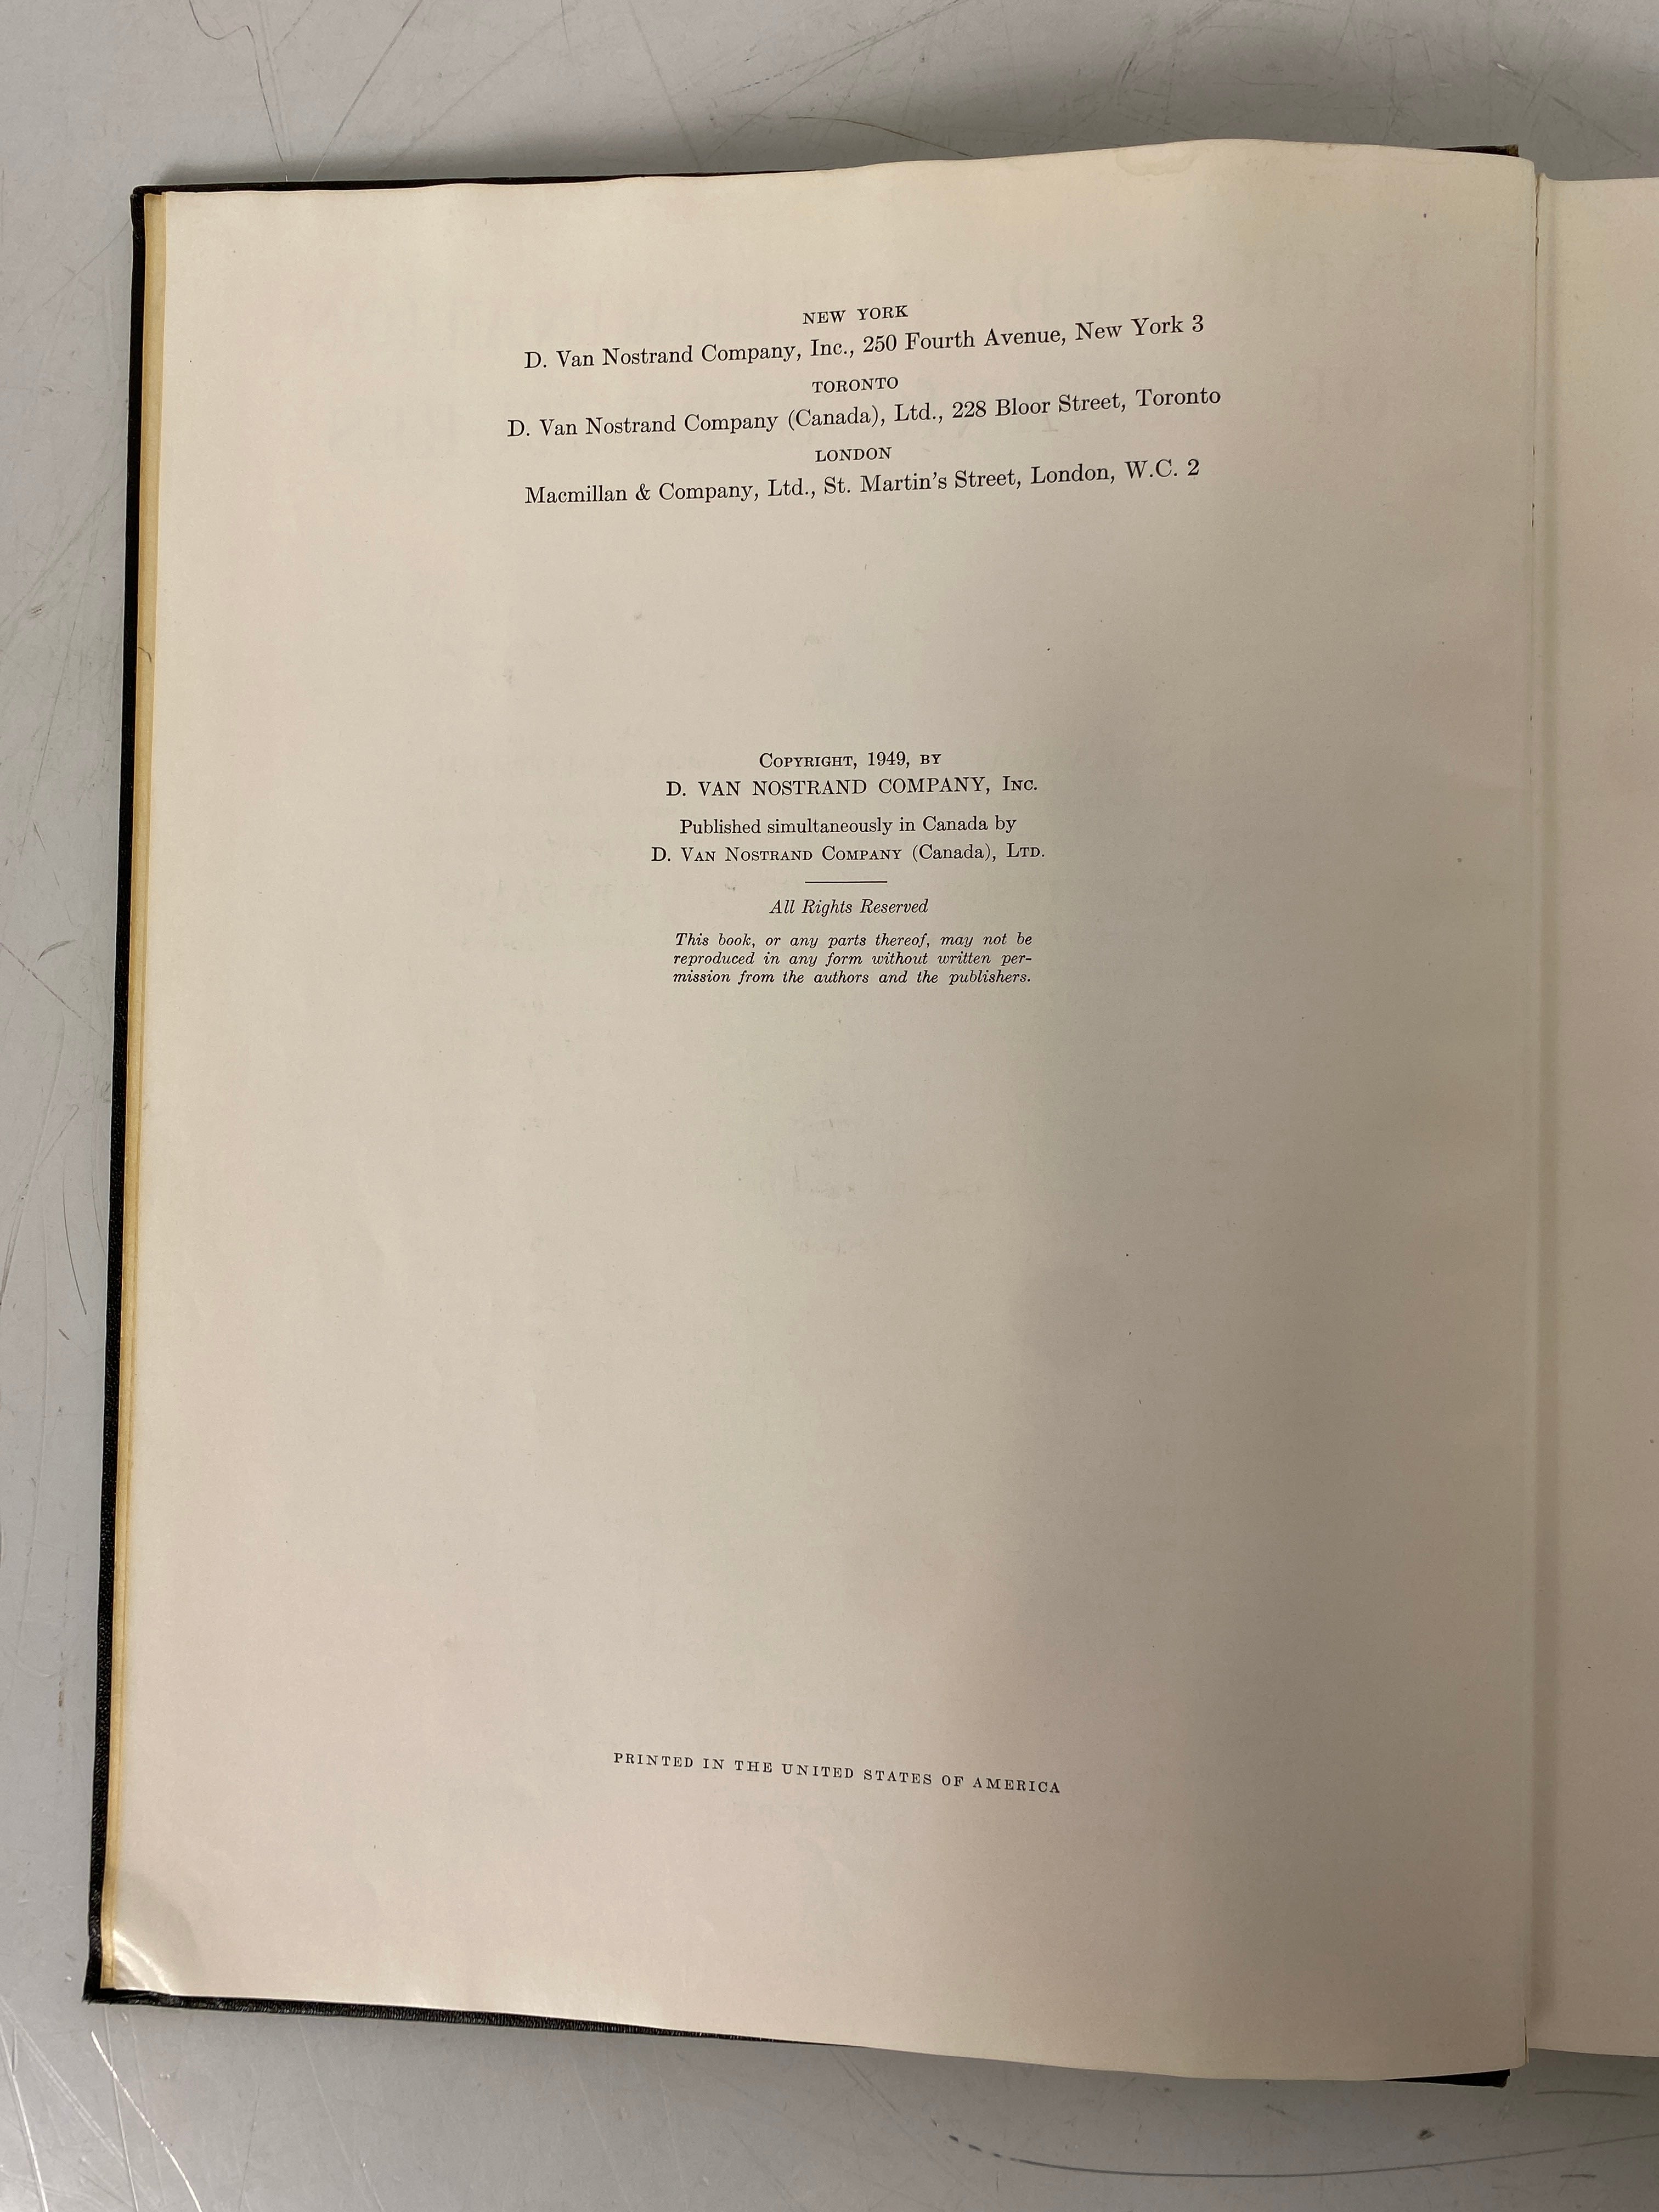 NEW YORK
D. Van Nostrand Company, Inc., 250 Fourth Avenue, New York 3
TORONTO
D. Van Nostrand Company (Canada), Ltd., 228 Bloor Street, Toronto
LONDON
Macmillan & Company, Ltd., St. Martin's Street, London, W.C. 2
Copyright, 1949, by
D. VAN NOSTRAND COMPANY, Inc.
Published simultaneously in Canada by
D. Van Nostrand Company (Canada), Ltd.
All Rights Reserved
This book, or any parts thereof, may not be
reproduced in any form without written per-
mission from the authors and the publishers.
PRINTED IN THE UNITED STATES OF AMERICA